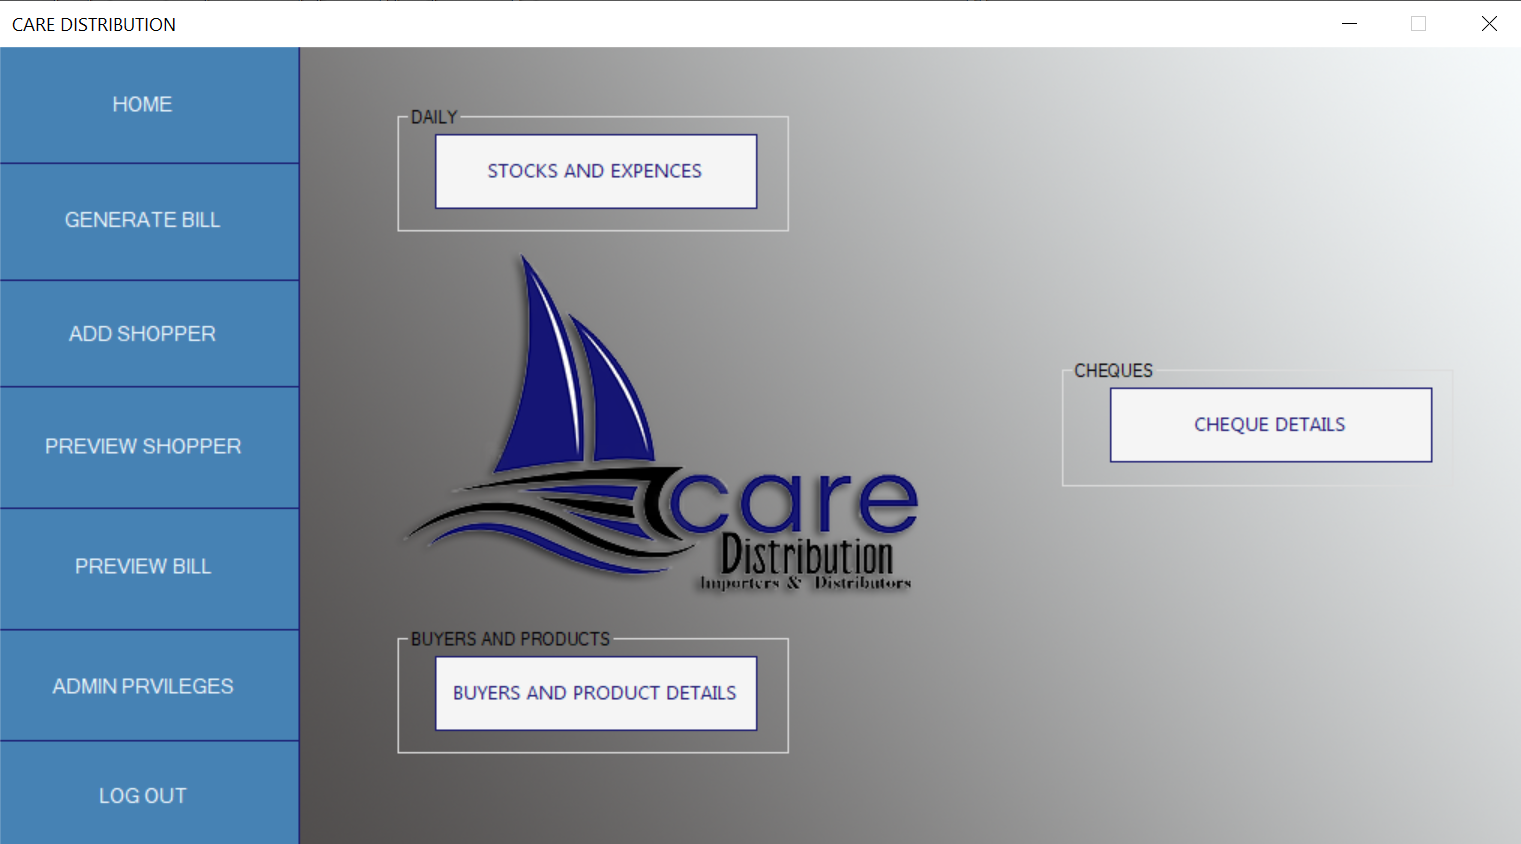 CARE DISTRIBUTION
HOME
GENERATE BILL
ADD SHOPPER
PREVIEW SHOPPER
PREVIEW BILL
ADMIN PRVILEGES
LOG OUT
DAILY
STOCKS AND EXPENCES
care
Distribution
Importers & Distributors
CHEQUES
CHEQUE DETAILS
BUYERS AND PRODUCTS
BUYERS AND PRODUCT DETAILS